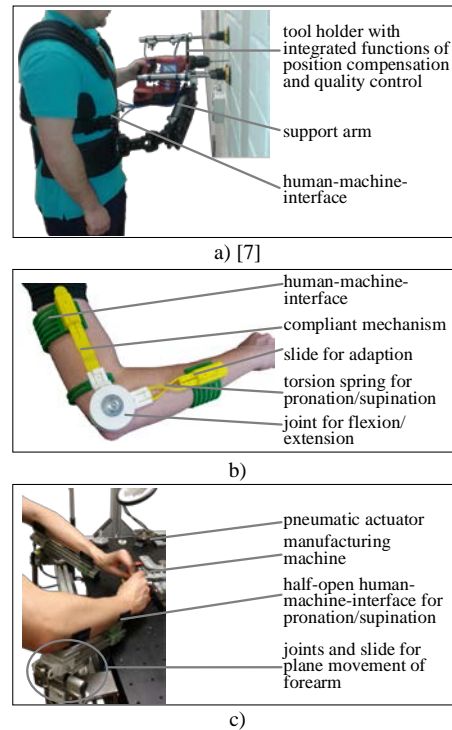 tool holder with
integrated functions of
position compensation
and quality control
support arm
human-machine-
interface
a) [7]
human-machine-
interface
compliant mechanism
slide for adaption
torsion spring for
pronation/supination
joint for flexion/
extension
b)
pneumatic actuator
manufacturing
machine
half-open human-
machine-interface for
pronation/supination
joints and slide for
plane movement of
forearm
c)